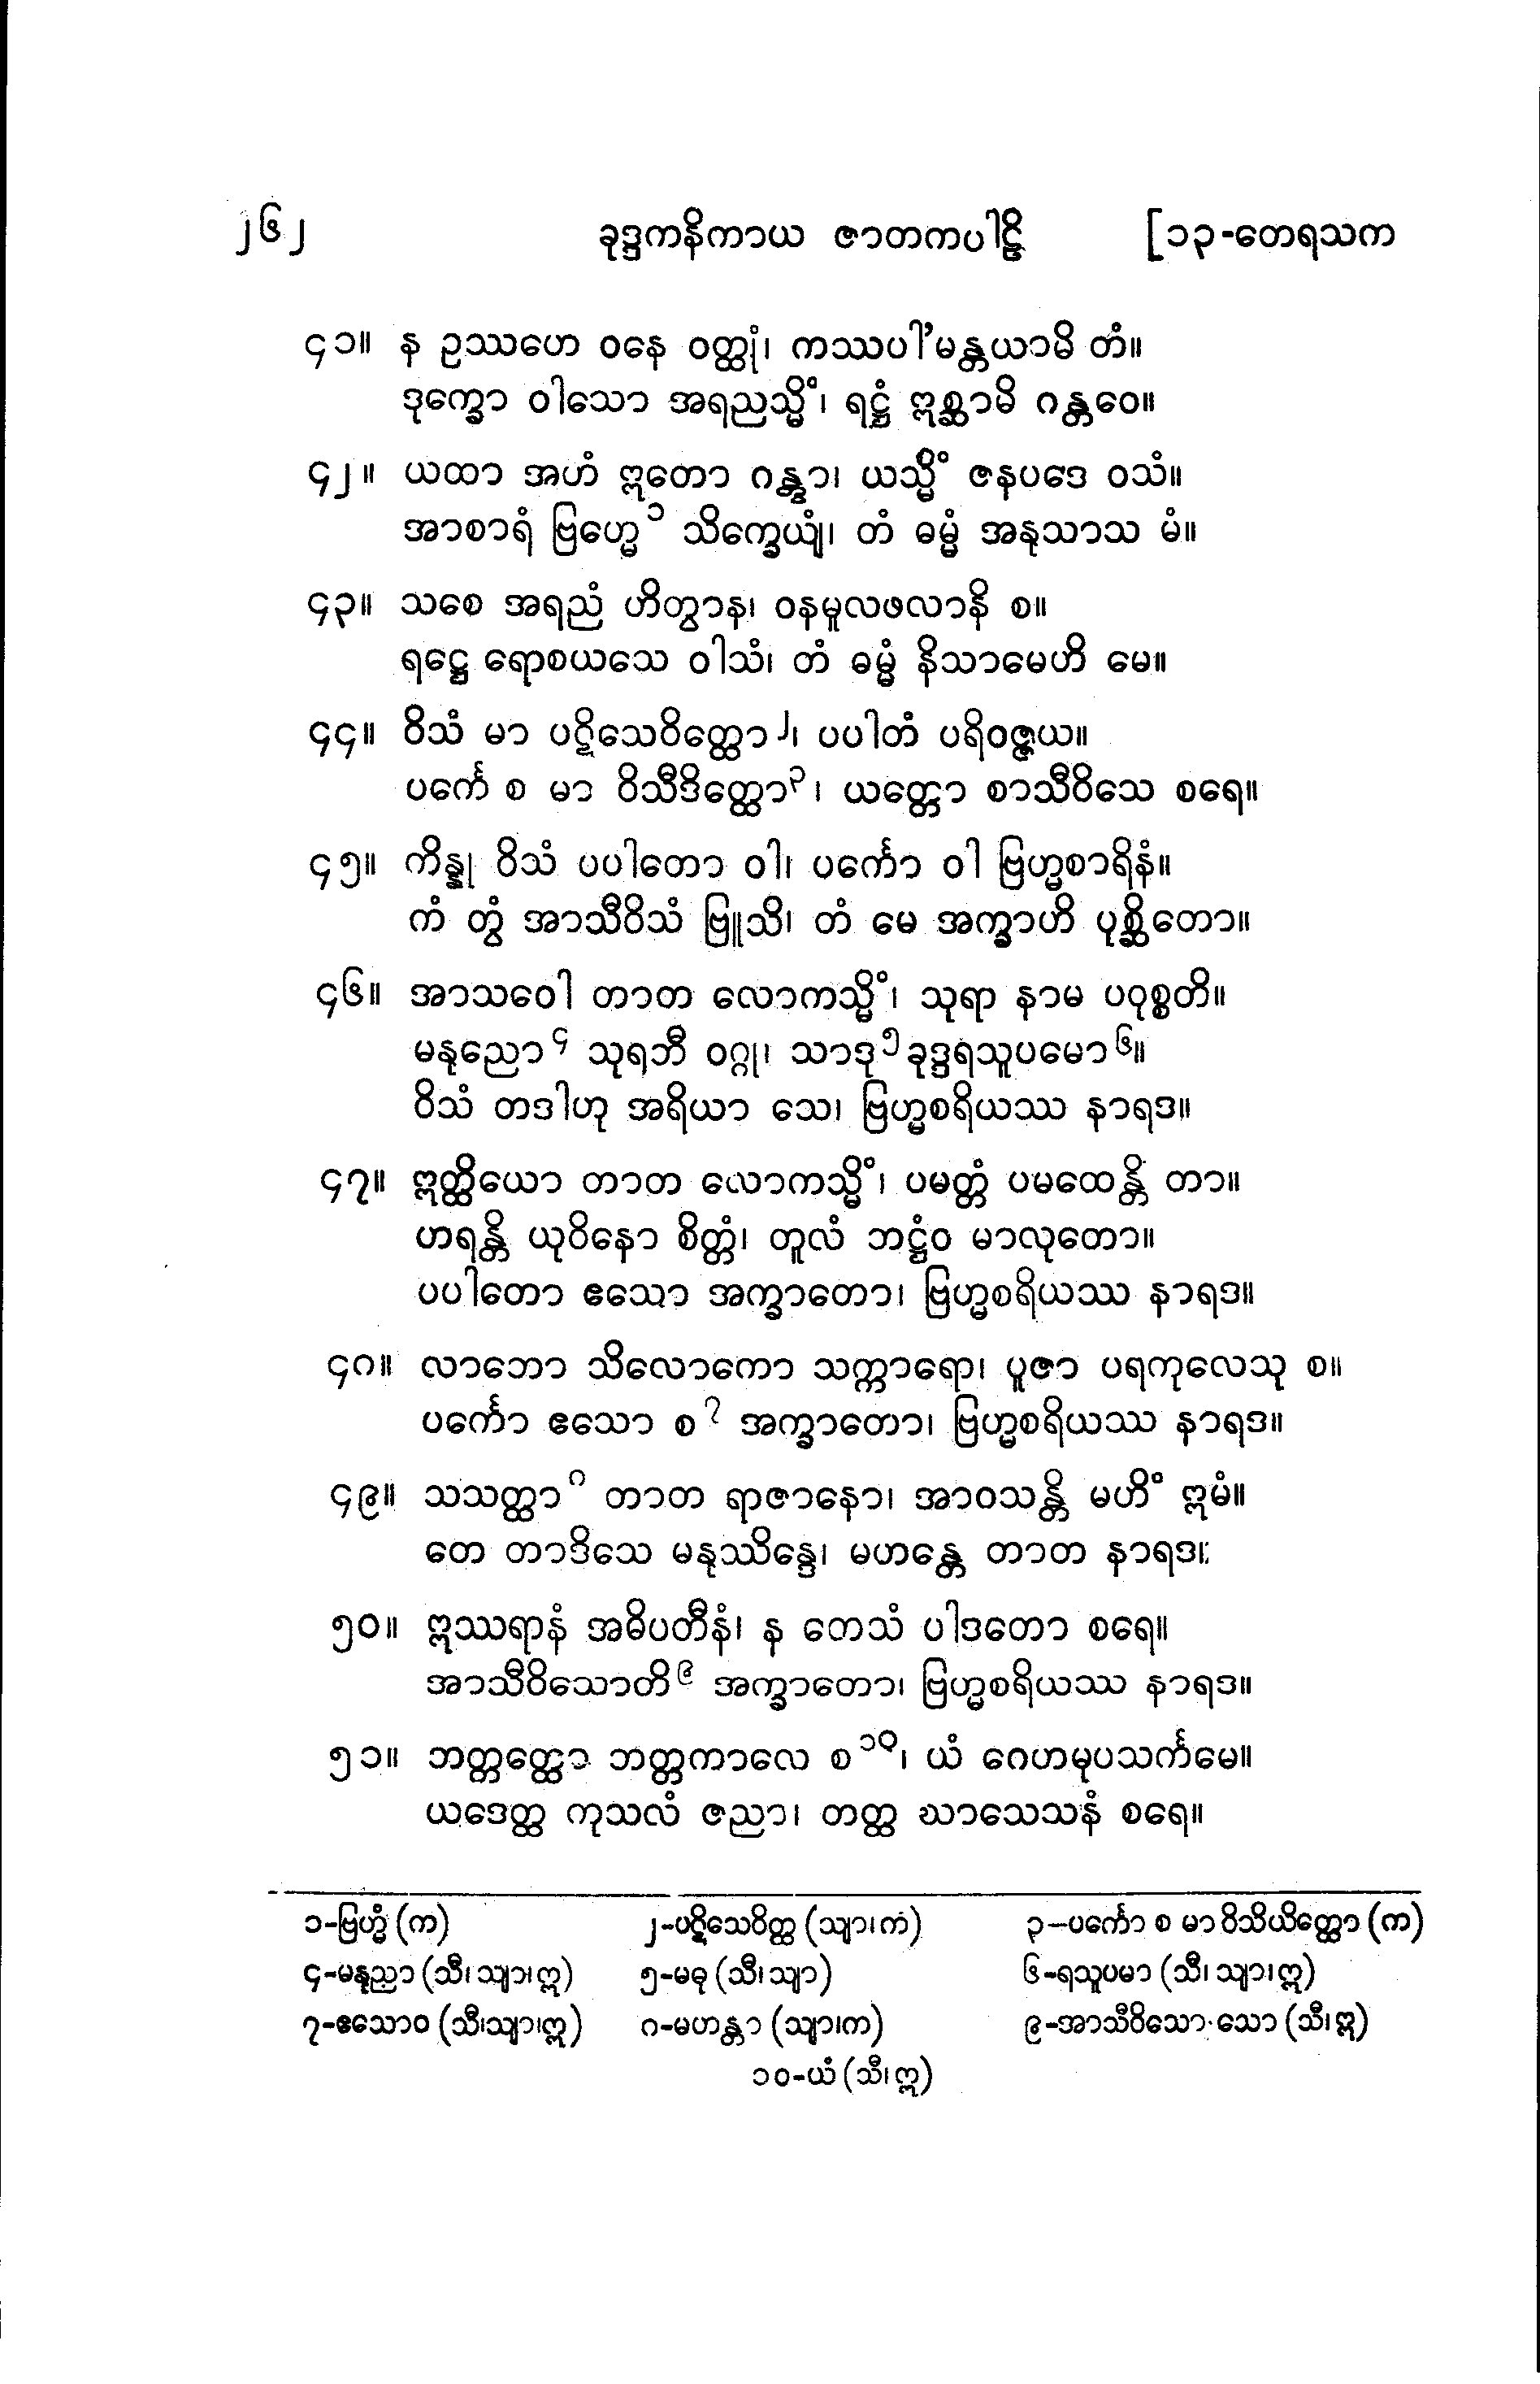 ၂၆၂ ခုဒ္ဒကနိကာယ ဇာတကပါဠိ [၁၃-တေရသက
၄၁။ န ဥဿဟေ ဝနေ ဝတ္ထုံ၊ ကဿပါ'မန္တယာမိ တံ။
ဒုက္ခော ဝါသော အရညသ္မိံ၊ ရဋ္ဌံ ဣစ္ဆာမိ ဂန္တဝေ။
၄၂။ ယထာ အဟံ ဣတော ဂန္တွာ၊ ယသ္မိံ ဇနပဒေ ဝသံ။
အာစာရံ ဗြဟ္မေ ၁ သိက္ခေယျံ၊ တံ ဓမ္မံ အနုသာသ မံ။
၄၃။ သစေ အရညံ ဟိတွာန၊ ဝနမူလဖလာနိ စ။
ရဋ္ဌေ ရောစယသေ ဝါသံ၊ တံ ဓမ္မံ နိသာမေဟိ မေ။
၄၄။ ဝိသံ မာ ပဋိသေဝိတ္ထော ၂၊ ပပါတံ ပရိဝဇ္ဇယ။
ပင်္ကေ စ မာ ဝိသီဒိတ္ထော ၃၊ ယတ္တော စာသီဝိသေ စရေ။
၄၅။ ကိန္နု ဝိသံ ပပါတော ဝါ၊ ပင်္ကော ဝါ ဗြဟ္မစာရိနံ။
ကံ တွံ အာသီဝိသံ ဗြူသိ၊ တံ မေ အက္ခာဟိ ပုစ္ဆိတော။
၄၆။ အာသဝေါ တာတ လောကသ္မိံ၊ သုရာ နာမ ပဝုစ္စတိ။
မနုညော ၄ သုရဘီ ဝဂ္ဂု၊ သာဒု ၅ ခုဒ္ဒရသူပမော ၆။
ဝိသံ တဒါဟု အရိယာ သေ၊ ဗြဟ္မစရိယဿ နာရဒ။
၄၇။ ဣတ္ထိယော တာတ လောကသ္မိံ၊ ပမတ္တံ ပမထေန္တိ တာ။
ဟရန္တိ ယုဝိနော စိတ္တံ၊ တူလံ ဘဋ္ဌံဝ မာလုတော။
ပပါတော ဧသော အက္ခာတော၊ ဗြဟ္မစရိယဿ နာရဒ။
၄၈။ လာဘော သိလောကော သက္ကာရော၊ ပူဇာ ပရကုလေသု စ။
ပင်္ကော ဧသော စ ၇ အက္ခာတော၊ ဗြဟ္မစရိယဿ နာရဒ။
၄၉။ သသတ္ထာ ၈ တာတ ရာဇာနော၊ အာဝသန္တိ မဟိံ ဣမံ။
တေ တာဒိသေ မနုဿိန္ဒေ၊ မဟန္တေ တာတ နာရဒ။
၅၀။ ဣဿရာနံ အဓိပတီနံ၊ န တေသံ ပါဒတော စရေ။
အာသီဝိသောတိ ၉ အက္ခာတော၊ ဗြဟ္မစရိယဿ နာရဒ။
၅၁။ ဘတ္တတ္ထော ဘတ္တကာလေ စ ၁၀၊ ယံ ဂေဟမုပသင်္ကမေ။
ယဒေတ္ထ ကုသလံ ဇညာ၊ တတ္ထ ဃာသေသနံ စရေ။
၁-ဗြဟ္မံ (က) ၂-ပဋိသေဝိတ္ထ (သျာ၊ကံ) ၃-ပင်္ကော စ မာ ဝိသိယိတ္ထော (က)
၄-မနုညာ (သီ၊ သျာ၊ ဣ) ၅-မဓု (သီ၊ သျာ) ၆-ရသူပမာ (သီ၊ သျာ၊ ဣ)
၇-ဧသောဝ (သီ၊သျာ၊ဣ) ၈-မဟန္တာ (သျာ၊က) ၉-အာသီဝိသော သော (သီ၊ ဣ)
၁၀-ယံ (သီ၊ ဣ)